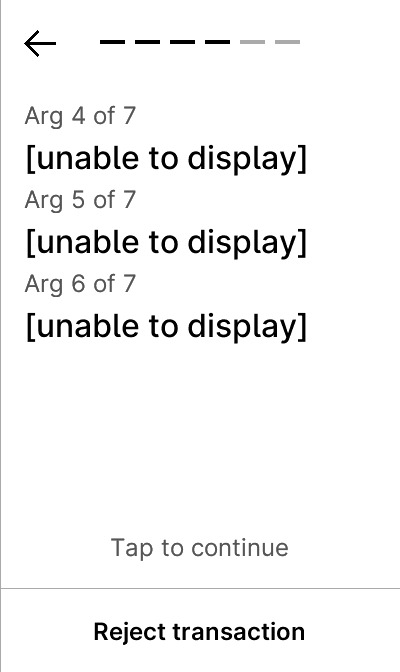 Arg 4 of 7
[unable to display]
Arg 5 of 7
[unable to display]
Arg 6 of 7
[unable to display]
Tap to continue
Reject transaction